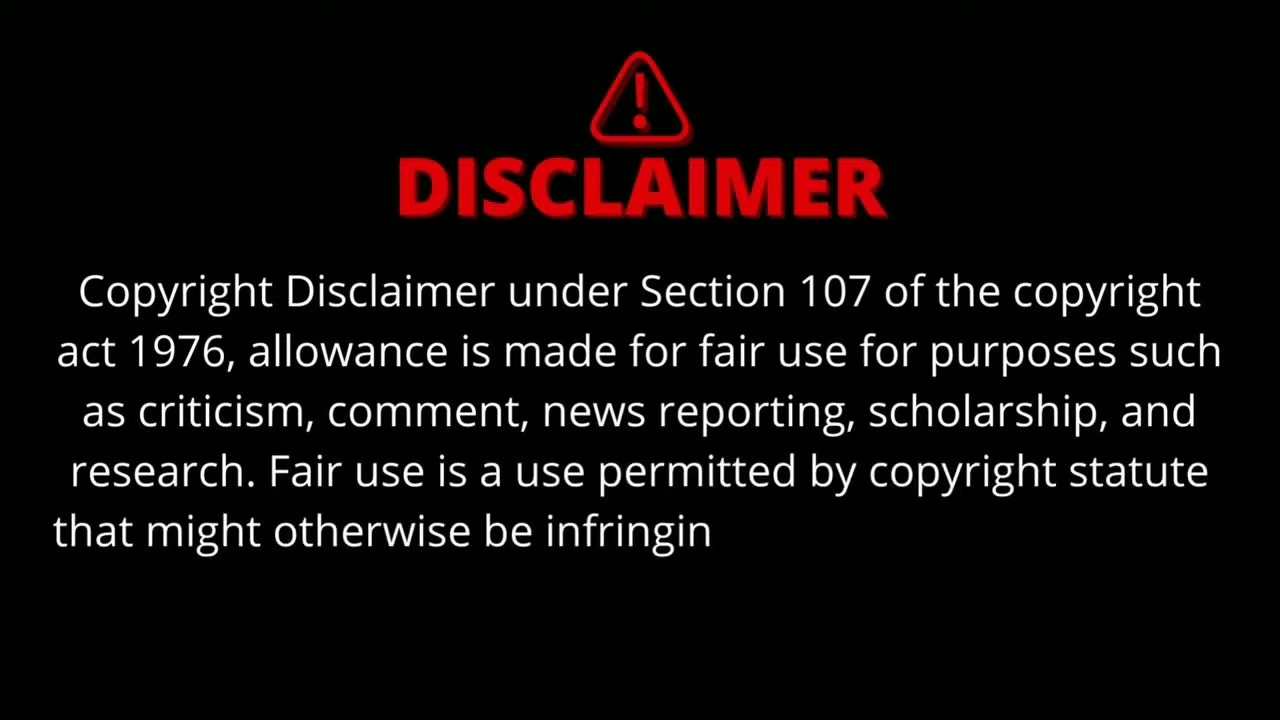 DISCLAIMER
Copyright Disclaimer under Section 107 of the copyright
act 1976, allowance is made for fair use for purposes such
as criticism, comment, news reporting, scholarship, and
research. Fair use is a use permitted by copyright statute
that might otherwise be infringin